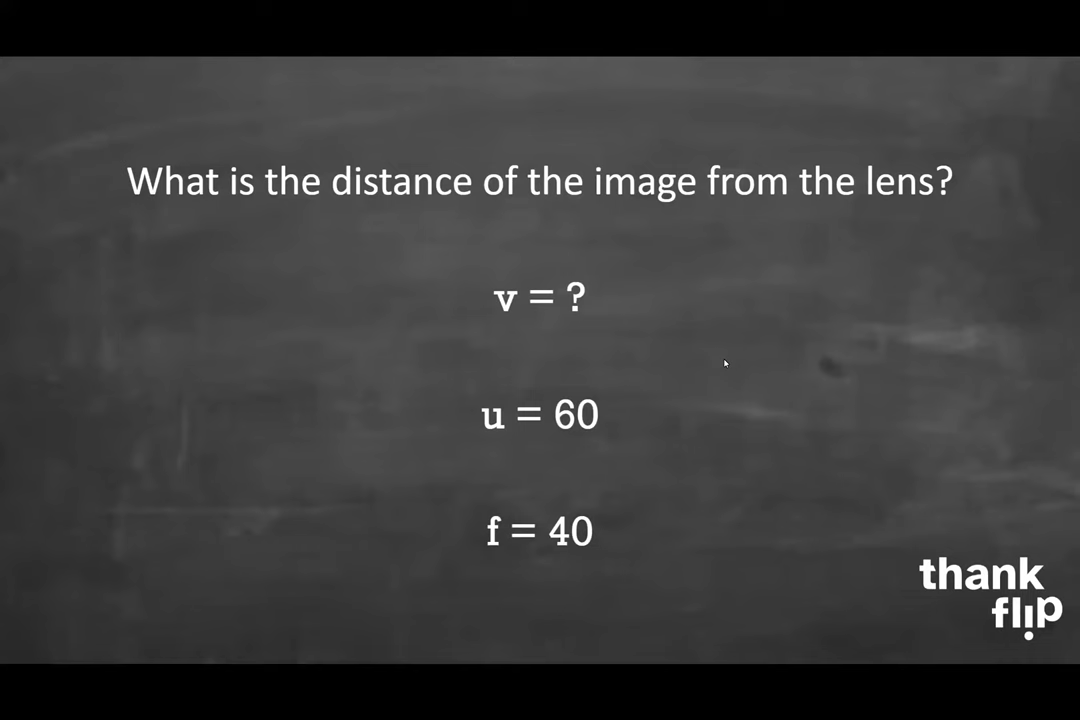 What is the distance of the image from the lens?
v = ?
u = 60
f = 40
thank
flip